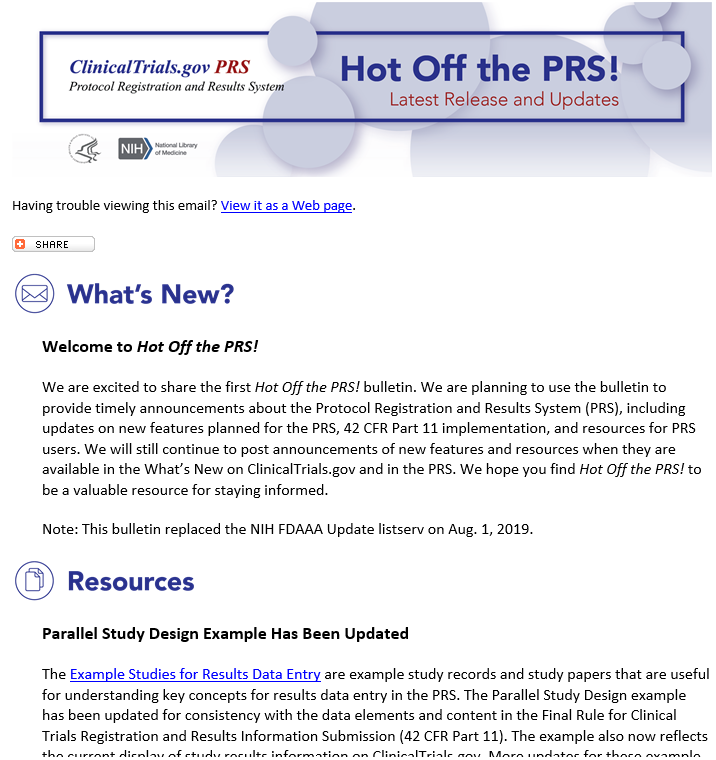 ClinicalTrials.gov PRS
Protocol Registration and Results System
Hot Off the PRS!
Latest Release and Updates
NIH National Library
of Medicine
Having trouble viewing this email? View it as a Web page.
SHARE
What's New?
Welcome to Hot Off the PRS!
We are excited to share the first Hot Off the PRS! bulletin. We are planning to use the bulletin to
provide timely announcements about the Protocol Registration and Results System (PRS), including
updates on new features planned for the PRS, 42 CFR Part 11 implementation, and resources for PRS
users. We will still continue to post announcements of new features and resources when they are
available in the What's New on ClinicalTrials.gov and in the PRS. We hope you find Hot Off the PRS! to
be a valuable resource for staying informed.
Note: This bulletin replaced the NIH FDAAA Update listserv on Aug. 1, 2019.
Resources
Parallel Study Design Example Has Been Updated
The Example Studies for Results Data Entry are example study records and study papers that are useful
for understanding key concepts for results data entry in the PRS. The Parallel Study Design example
has been updated for consistency with the data elements and content in the Final Rule for Clinical
Trials Registration and Results Information Submission (42 CFR Part 11). The example also now reflects
the current display of study results information on ClinicalTrials.gov. More updates for these example